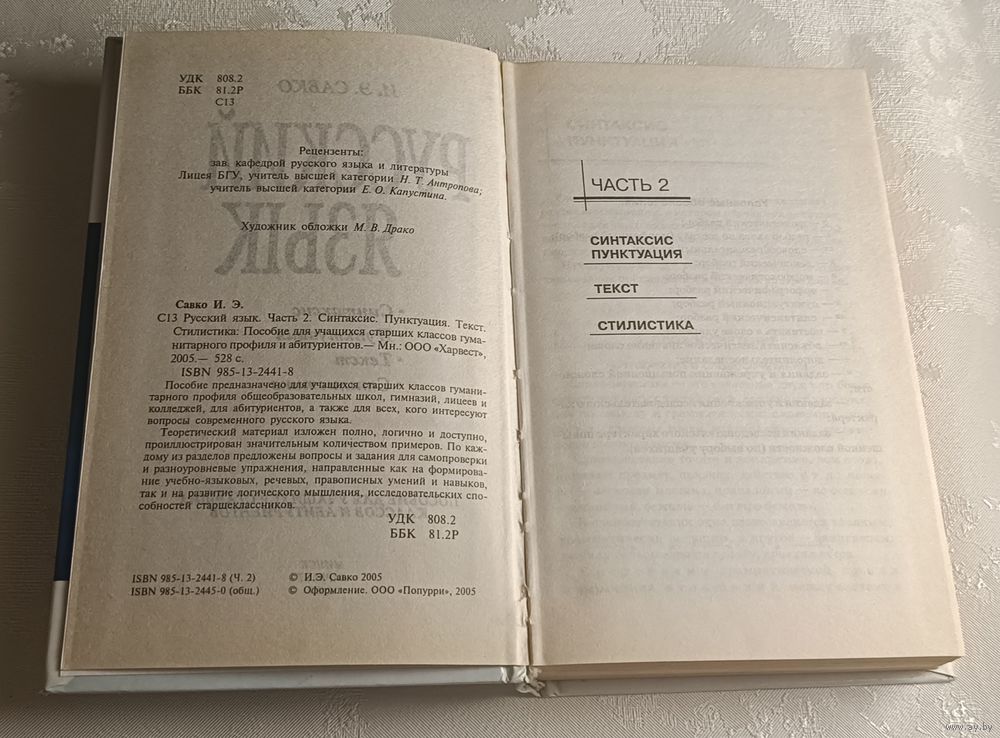 УДК 808.2
ББК 81.2Р
С13
Рецензенты:
зав. кафедрой русского языка и литературы
Лицея БГУ, учитель высшей категории Н. Т. Антропова;
учитель высшей категории Е. О. Капустина.
Художник обложки М. В. Драко
Савко И. Э.
С13 Русский язык. Часть 2. Синтаксис. Пунктуация. Текст.
Стилистика: Пособие для учащихся старших классов гума-
нитарного профиля и абитуриентов.— Мн.: ООО «Харвест»,
2005.— 528 с.
ISBN 985-13-2441-8
Пособие предназначено для учащихся старших классов гумани-
тарного профиля общеобразовательных школ, гимназий, лицеев и
колледжей, для абитуриентов, а также для всех, кого интересуют
вопросы современного русского языка.
Теоретический материал изложен полно, логично и доступно,
проиллюстрирован значительным количеством примеров. По каж-
дому из разделов предложены вопросы и задания для самопроверки
и разноуровневые упражнения, направленные как на формирова-
ние учебно-языковых, речевых, правописных умений и навыков,
так и на развитие логического мышления, исследовательских спо-
собностей старшеклассников.
УДК 808.2
ББК 81.2Р
ISBN 985-13-2441-8 (Ч. 2) © И.Э. Савко 2005
ISBN 985-13-2445-0 (общ.) © Оформление. ООО «Попурри», 2005
ЧАСТЬ 2
СИНТАКСИС
ПУНКТУАЦИЯ
ТЕКСТ
СТИЛИСТИКА
www.ay.by